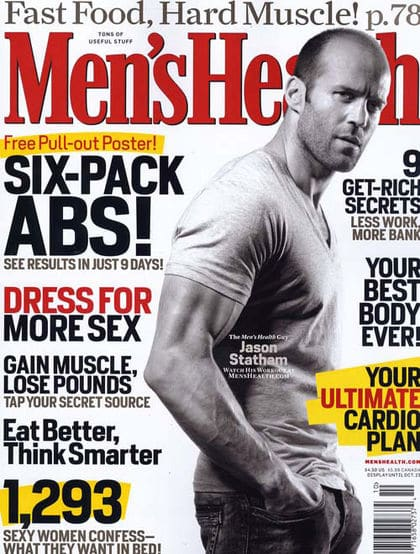 Fast Food, Hard Muscle! p.78
TONS OF
USEFUL STUFF
Men'sHealth
Free Pull-out Poster!
SIX-PACK
ABS!
SEE RESULTS IN JUST 9 DAYS!
DRESS FOR
MORE SEX
GAIN MUSCLE,
LOSE POUNDS
TAP YOUR SECRET SOURCE
Eat Better,
Think Smarter
1,293
SEXY WOMEN CONFESS—
WHAT THEY WANT IN BED!
The Men's Health Guy
Jason
Statham
WATCH HIS WORKOUT AT
MENSHEALTH.COM
9
GET-RICH
SECRETS
LESS WORK,
MORE BANK
YOUR
BEST
BODY
EVER!
YOUR
ULTIMATE
CARDIO
PLAN
MENSHEALTH.COM
DISPLAY UNTIL OCT. 23